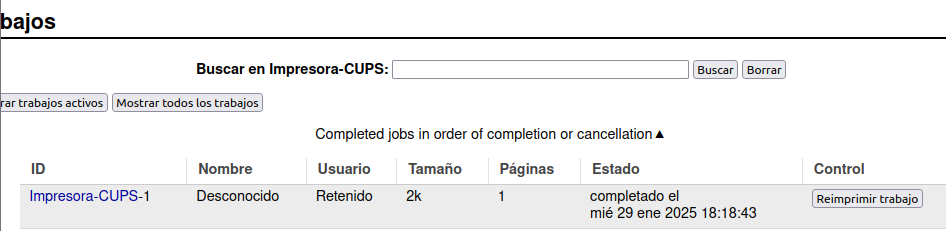 bajos
Buscar en Impresora-CUPS: Buscar Borrar
rar trabajos activos Mostrar todos los trabajos
Completed jobs in order of completion or cancellation▲
ID Nombre Usuario Tamaño Páginas Estado Control
Impresora-CUPS-1 Desconocido Retenido 2k 1 completado el Reimprimir trabajo
mié 29 ene 2025 18:18:43